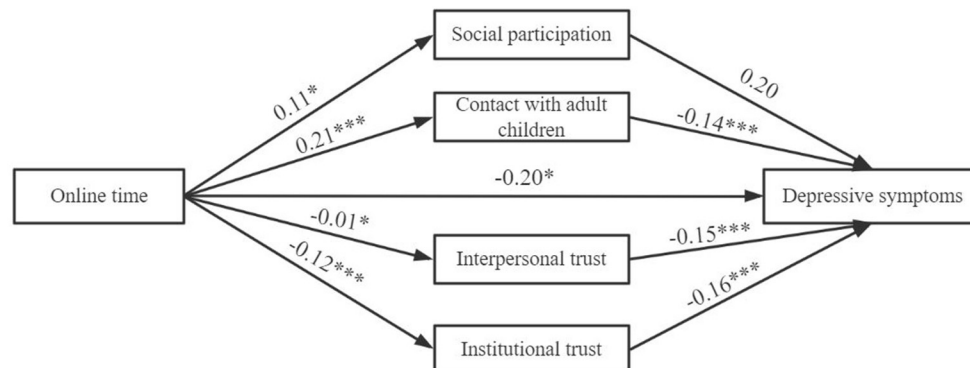 Social participation
0.11*
0.20
Contact with adult
children
0.21***
-0.14***
Online time
-0.20*
Depressive symptoms
-0.01*
-0.15***
Interpersonal trust
-0.12***
-0.16***
Institutional trust